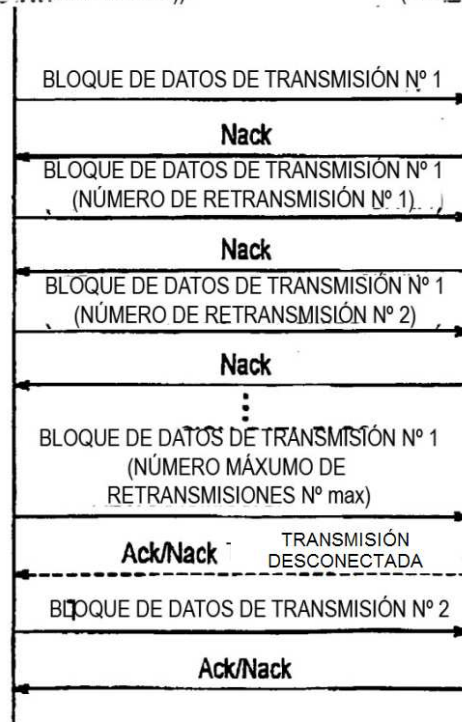 BLOQUE DE DATOS DE TRANSMISIÓN Nº 1
Nack
BLOQUE DE DATOS DE TRANSMISIÓN Nº 1
(NÚMERO DE RETRANSMISIÓN Nº 1)
Nack
BLOQUE DE DATOS DE TRANSMISIÓN Nº 1
(NÚMERO DE RETRANSMISIÓN Nº 2)
Nack
BLOQUE DE DATOS DE TRANSMISIÓN Nº 1
(NÚMERO MÁXUMO DE
RETRANSMISIONES Nº max)
Ack/Nack
TRANSMISIÓN
DESCONECTADA
BLOQUE DE DATOS DE TRANSMISIÓN Nº 2
Ack/Nack